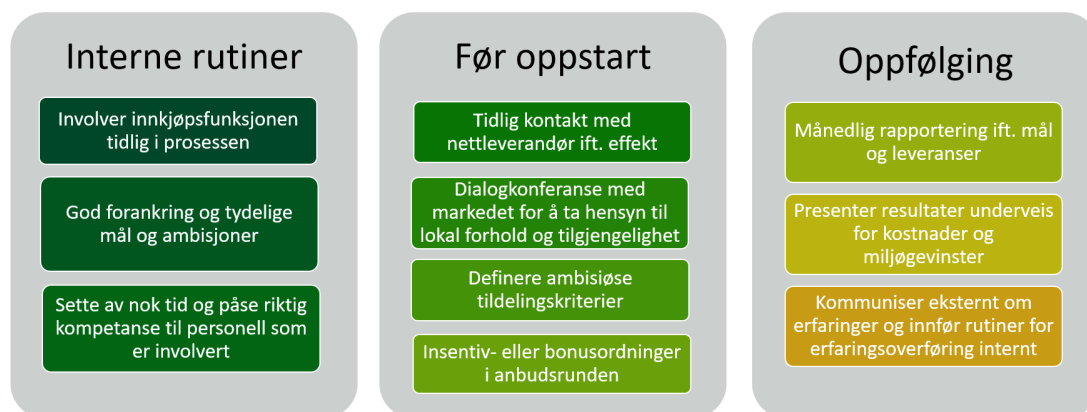 Interne rutiner
Involver innkjøpsfunksjonen
tidlig i prosessen
God forankring og tydelige
mål og ambisjoner
Sette av nok tid og påse riktig
kompetanse til personell som
er involvert
Før oppstart
Tidlig kontakt med
nettleverandør ift. effekt
Dialogkonferanse med
markedet for å ta hensyn til
lokal forhold og tilgjengelighet
Definere ambisiøse
tildelingskriterier
Insentiv- eller bonusordninger
i anbudsrunden
Oppfølging
Månedlig rapportering ift. mål
og leveranser
Presenter resultater underveis
for kostnader og
miljøgevinster
Kommuniser eksternt om
erfaringer og innfør rutiner for
erfaringsoverføring internt